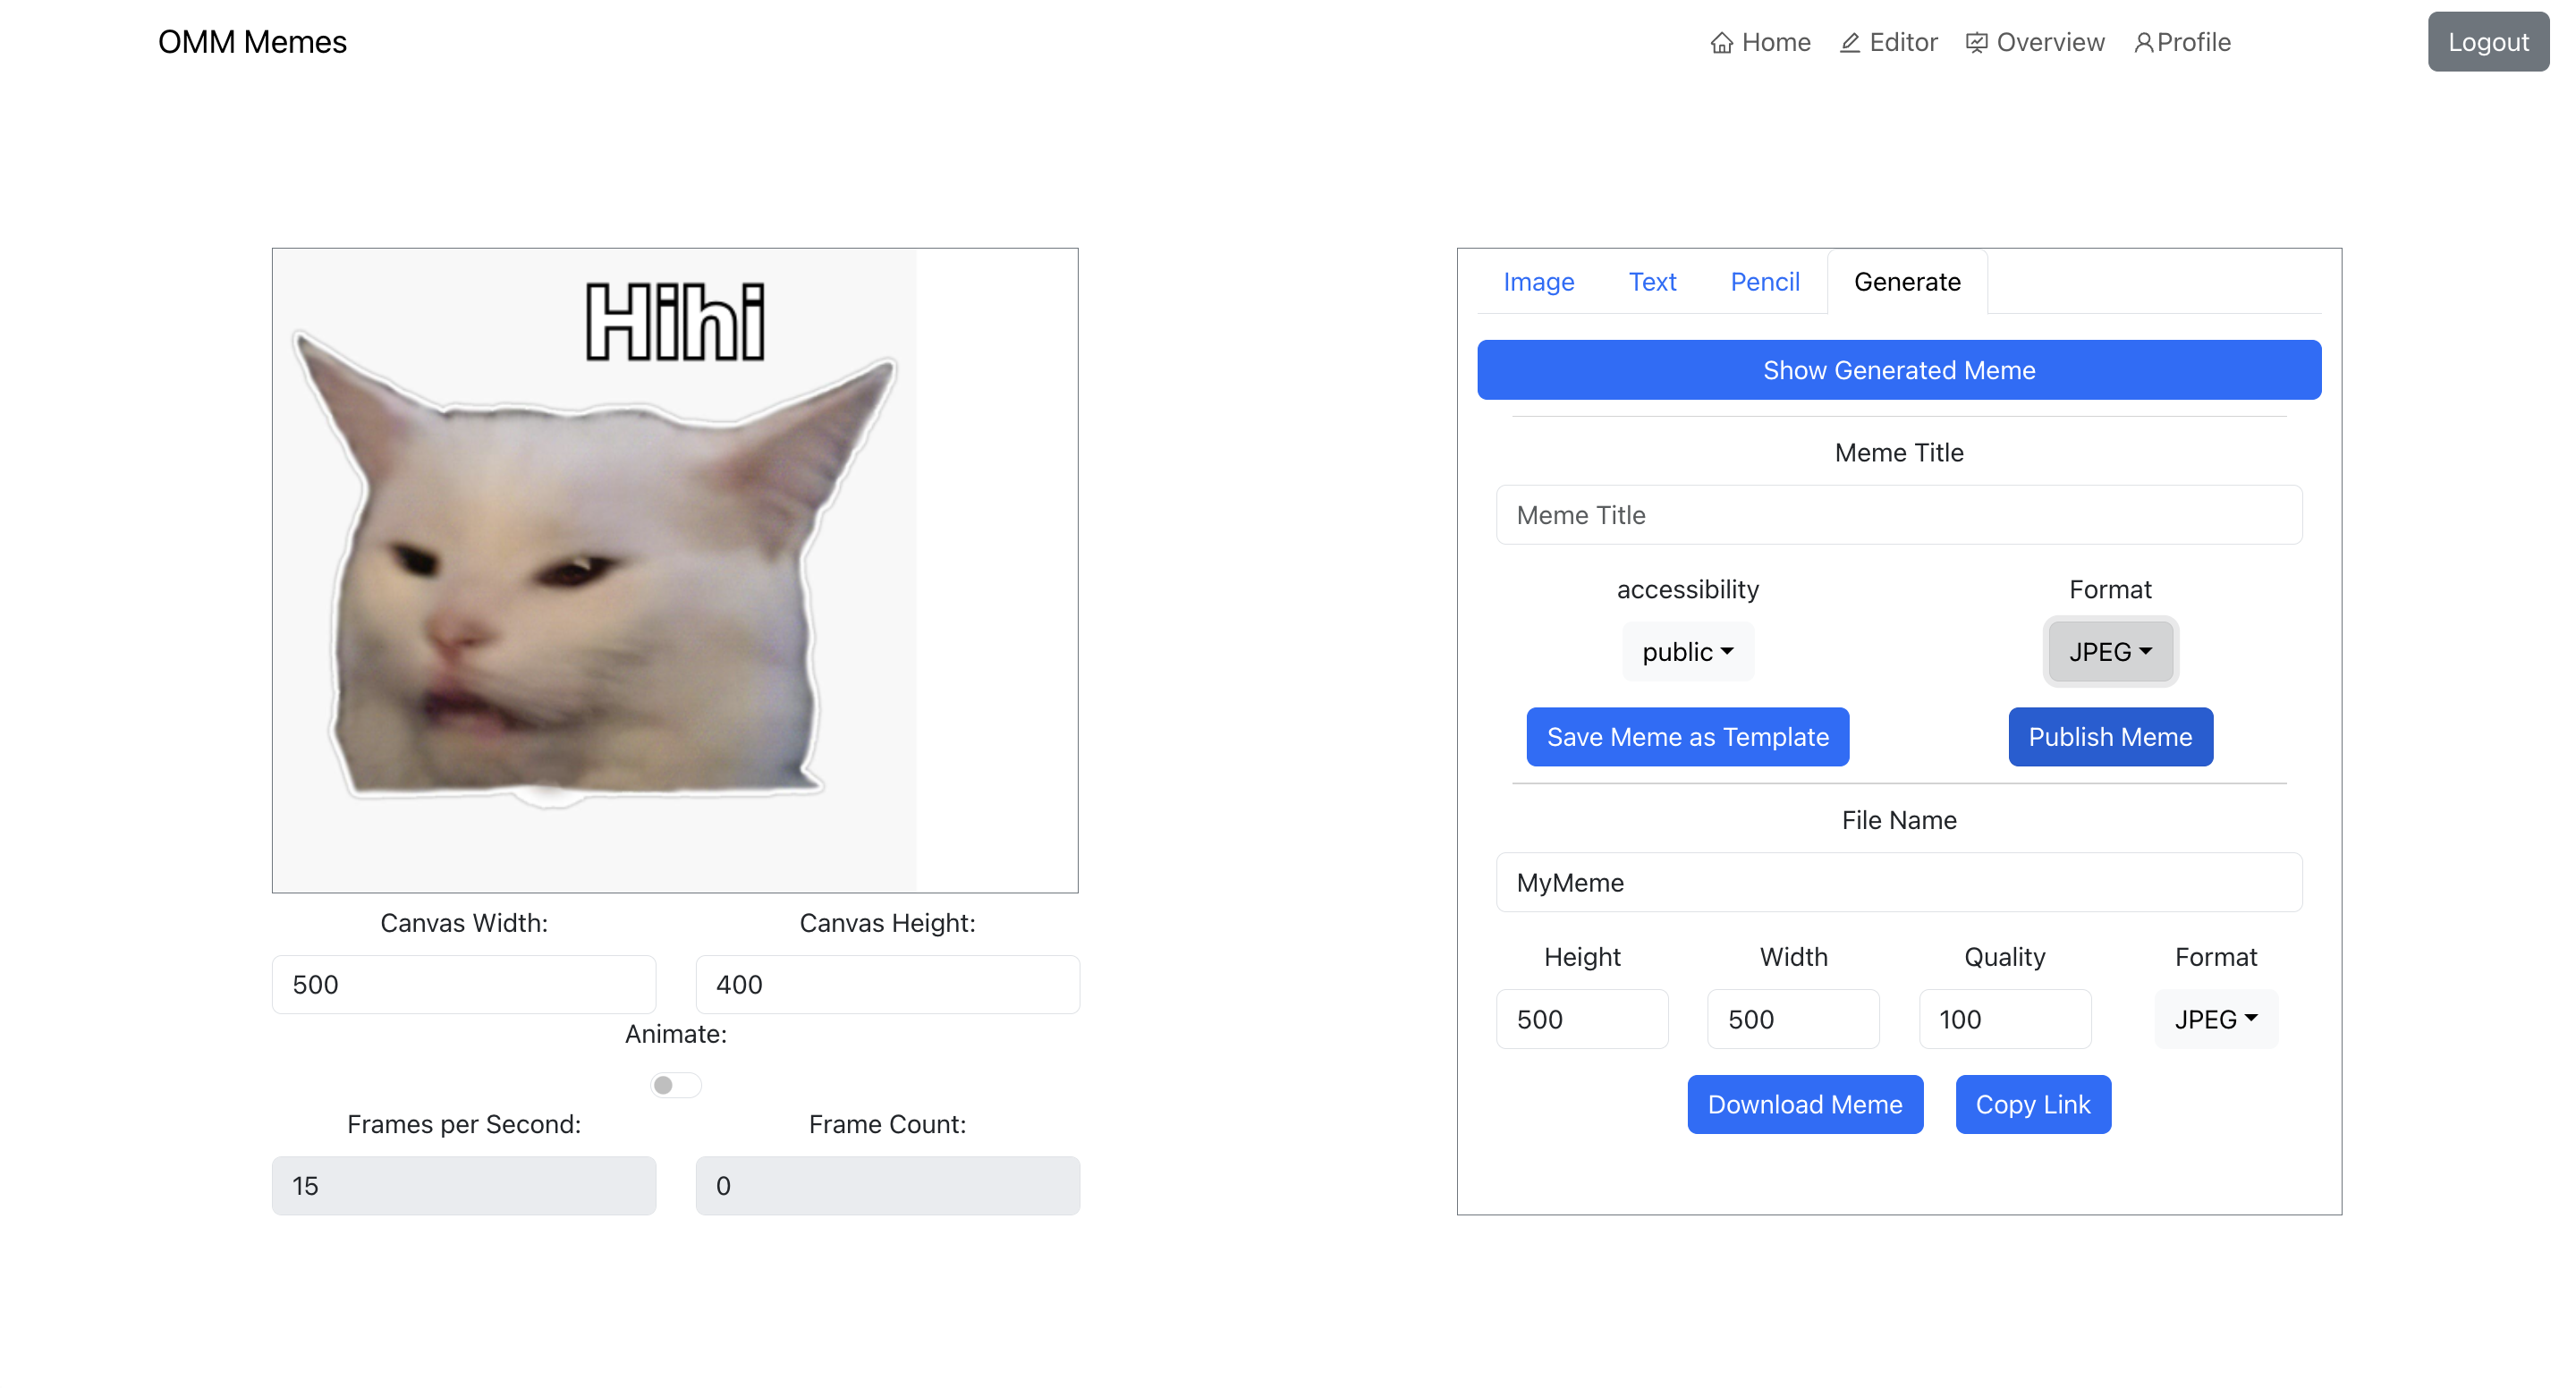 OMM Memes
Home Editor Overview Profile Logout
Hihi
Canvas Width: Canvas Height:
500 400
Animate:
Frames per Second: Frame Count:
15 0
Image Text Pencil Generate
Show Generated Meme
Meme Title
Meme Title
accessibility Format
public JPEG
Save Meme as Template Publish Meme
File Name
MyMeme
Height Width Quality Format
500 500 100 JPEG
Download Meme Copy Link